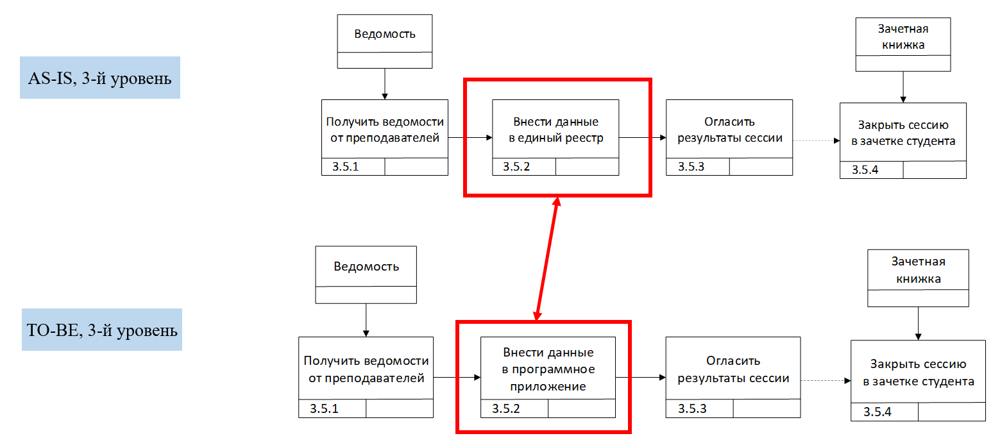 AS-IS, 3-й уровень
Ведомость
Зачетная
книжка
Получить ведомости
от преподавателей
3.5.1
Внести данные
в единый реестр
3.5.2
Огласить
результаты сессии
3.5.3
Закрыть сессию
в зачетке студента
3.5.4
TO-BE, 3-й уровень
Ведомость
Зачетная
книжка
Получить ведомости
от преподавателей
3.5.1
Внести данные
в программное
приложение
3.5.2
Огласить
результаты сессии
3.5.3
Закрыть сессию
в зачетке студента
3.5.4